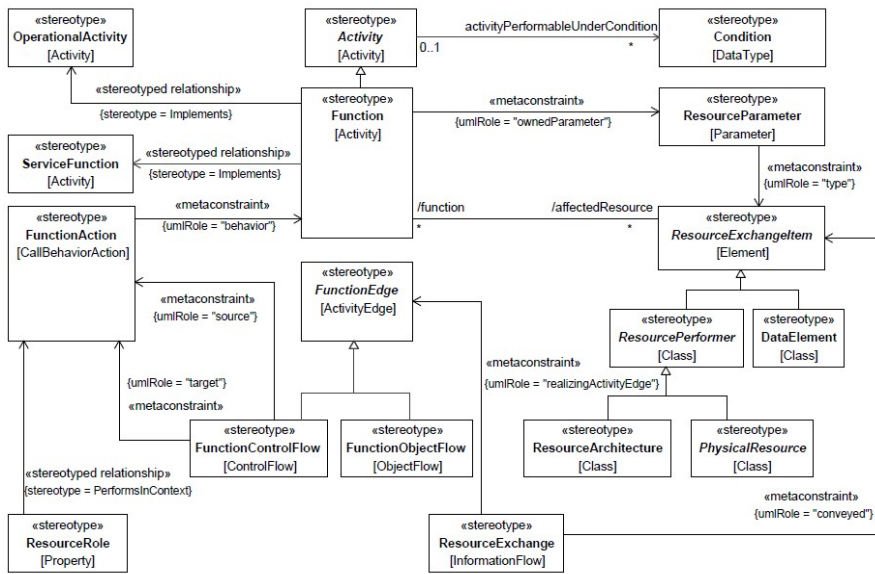 «stereotype»
OperationalActivity
[Activity]
«stereotype»
Activity
[Activity]
activityPerformableUnderCondition
0..1
*
«stereotype»
Condition
[DataType]
«stereotyped relationship»
{stereotype = Implements}
«stereotype»
Function
[Activity]
«metaconstraint»
{umlRole = "ownedParameter"}
«stereotype»
ResourceParameter
[Parameter]
«stereotype»
ServiceFunction
[Activity]
«stereotyped relationship»
{stereotype = Implements}
«metaconstraint»
{umlRole = "type"}
«stereotype»
FunctionAction
[CallBehaviorAction]
«metaconstraint»
{umlRole = "behavior"}
/function
*
/affectedResource
*
«stereotype»
ResourceExchangeItem
[Element]
«metaconstraint»
{umlRole = "source"}
«stereotype»
FunctionEdge
[ActivityEdge]
«stereotype»
ResourcePerformer
[Class]
«stereotype»
DataElement
[Class]
«metaconstraint»
{umlRole = "realizingActivityEdge"}
{umlRole = "target"}
«metaconstraint»
«stereotype»
FunctionControlFlow
[ControlFlow]
«stereotype»
FunctionObjectFlow
[ObjectFlow]
«stereotype»
ResourceArchitecture
[Class]
«stereotype»
PhysicalResource
[Class]
«stereotyped relationship»
{stereotype = PerformsInContext}
«stereotype»
ResourceRole
[Property]
«stereotype»
ResourceExchange
[InformationFlow]
«metaconstraint»
{umlRole = "conveyed"}